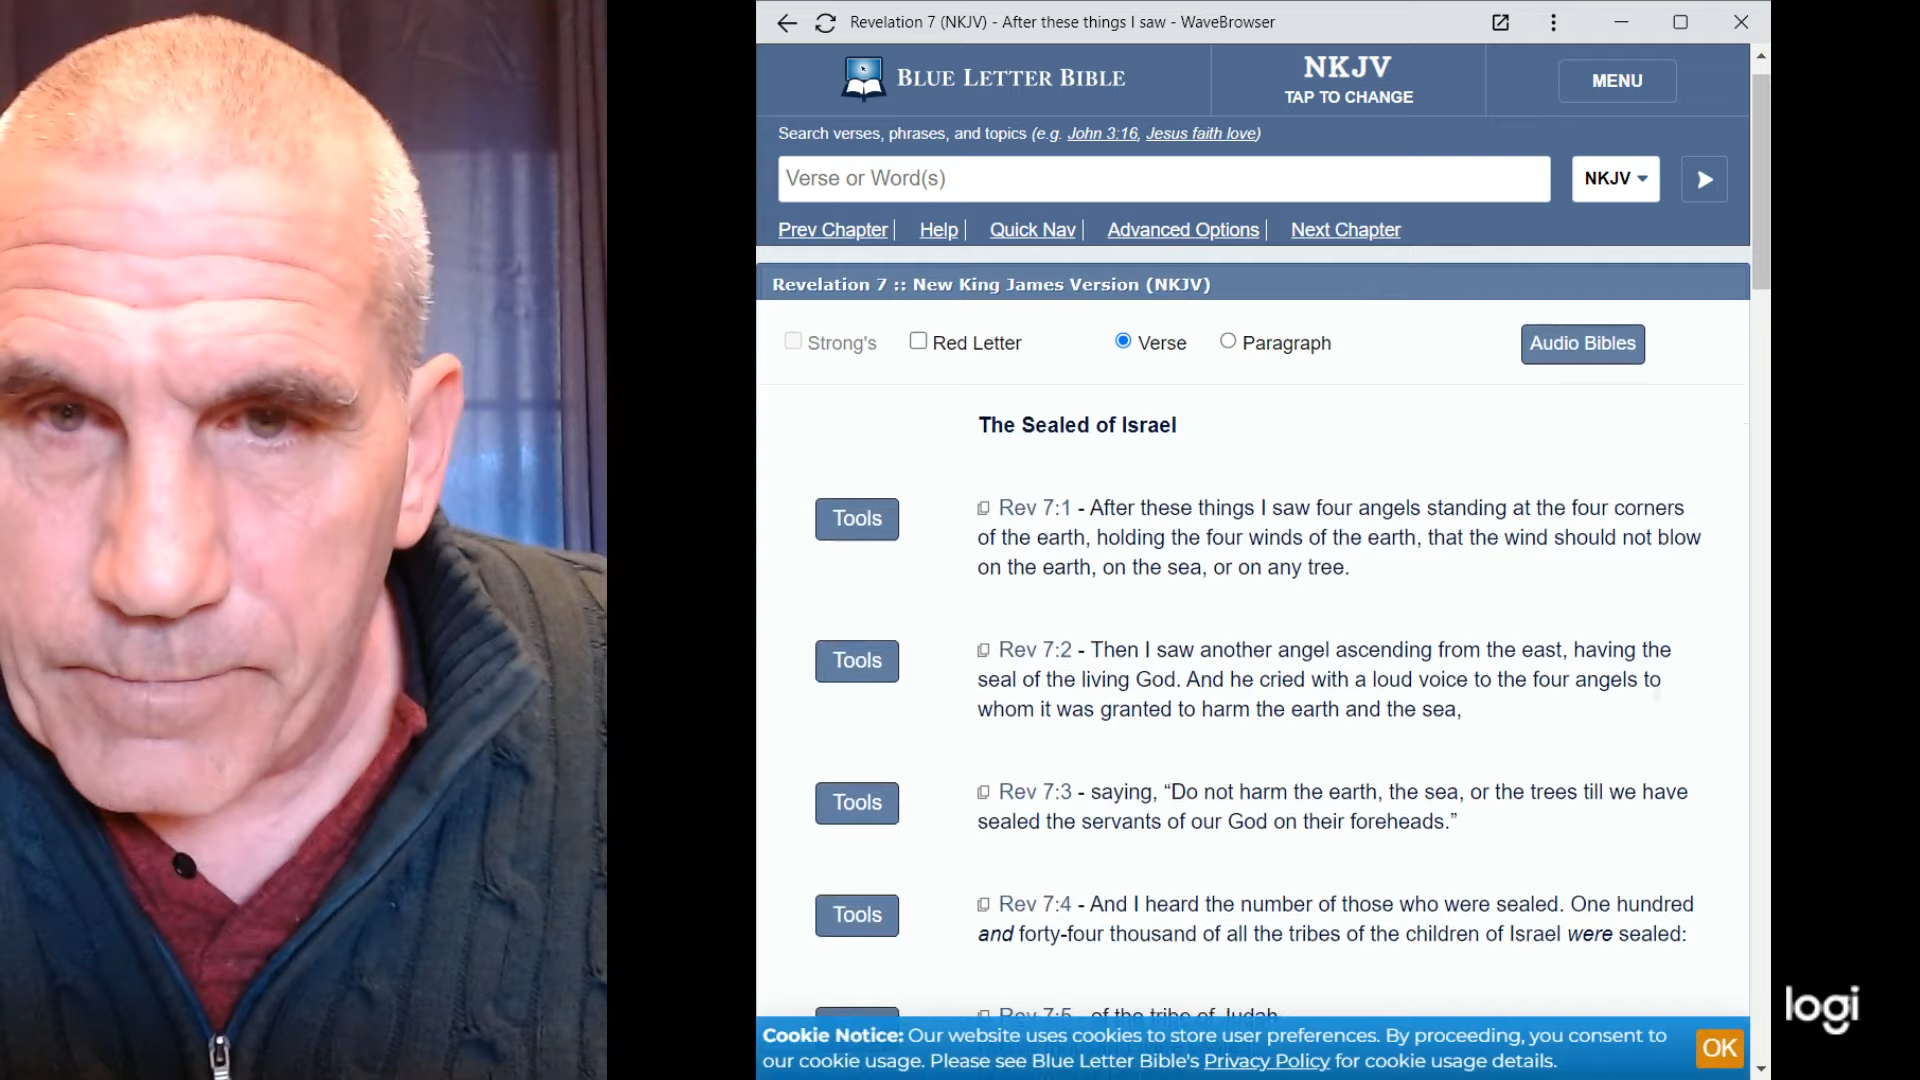 Revelation 7 (NKJV) - After these things I saw - WaveBrowser
BLUE LETTER BIBLE
NKJV
TAP TO CHANGE
MENU
Search verses, phrases, and topics (e.g. John 3:16, Jesus faith love)
Verse or Word(s)
NKJV
Prev Chapter| Help| Quick Nav| Advanced Options| Next Chapter
Revelation 7 :: New King James Version (NKJV)
Strong's Red Letter Verse Paragraph Audio Bibles
The Sealed of Israel
Tools
Rev 7:1 - After these things I saw four angels standing at the four corners
of the earth, holding the four winds of the earth, that the wind should not blow
on the earth, on the sea, or on any tree.
Tools
Rev 7:2 - Then I saw another angel ascending from the east, having the
seal of the living God. And he cried with a loud voice to the four angels to
whom it was granted to harm the earth and the sea,
Tools
Rev 7:3 - saying, “Do not harm the earth, the sea, or the trees till we have
sealed the servants of our God on their foreheads.”
Tools
Rev 7:4 - And I heard the number of those who were sealed. One hundred
and forty-four thousand of all the tribes of the children of Israel were sealed:
Rev 7:5 - of the tribe of Judah
Cookie Notice: Our website uses cookies to store user preferences. By proceeding, you consent to
our cookie usage. Please see Blue Letter Bible's Privacy Policy for cookie usage details.
OK
logi